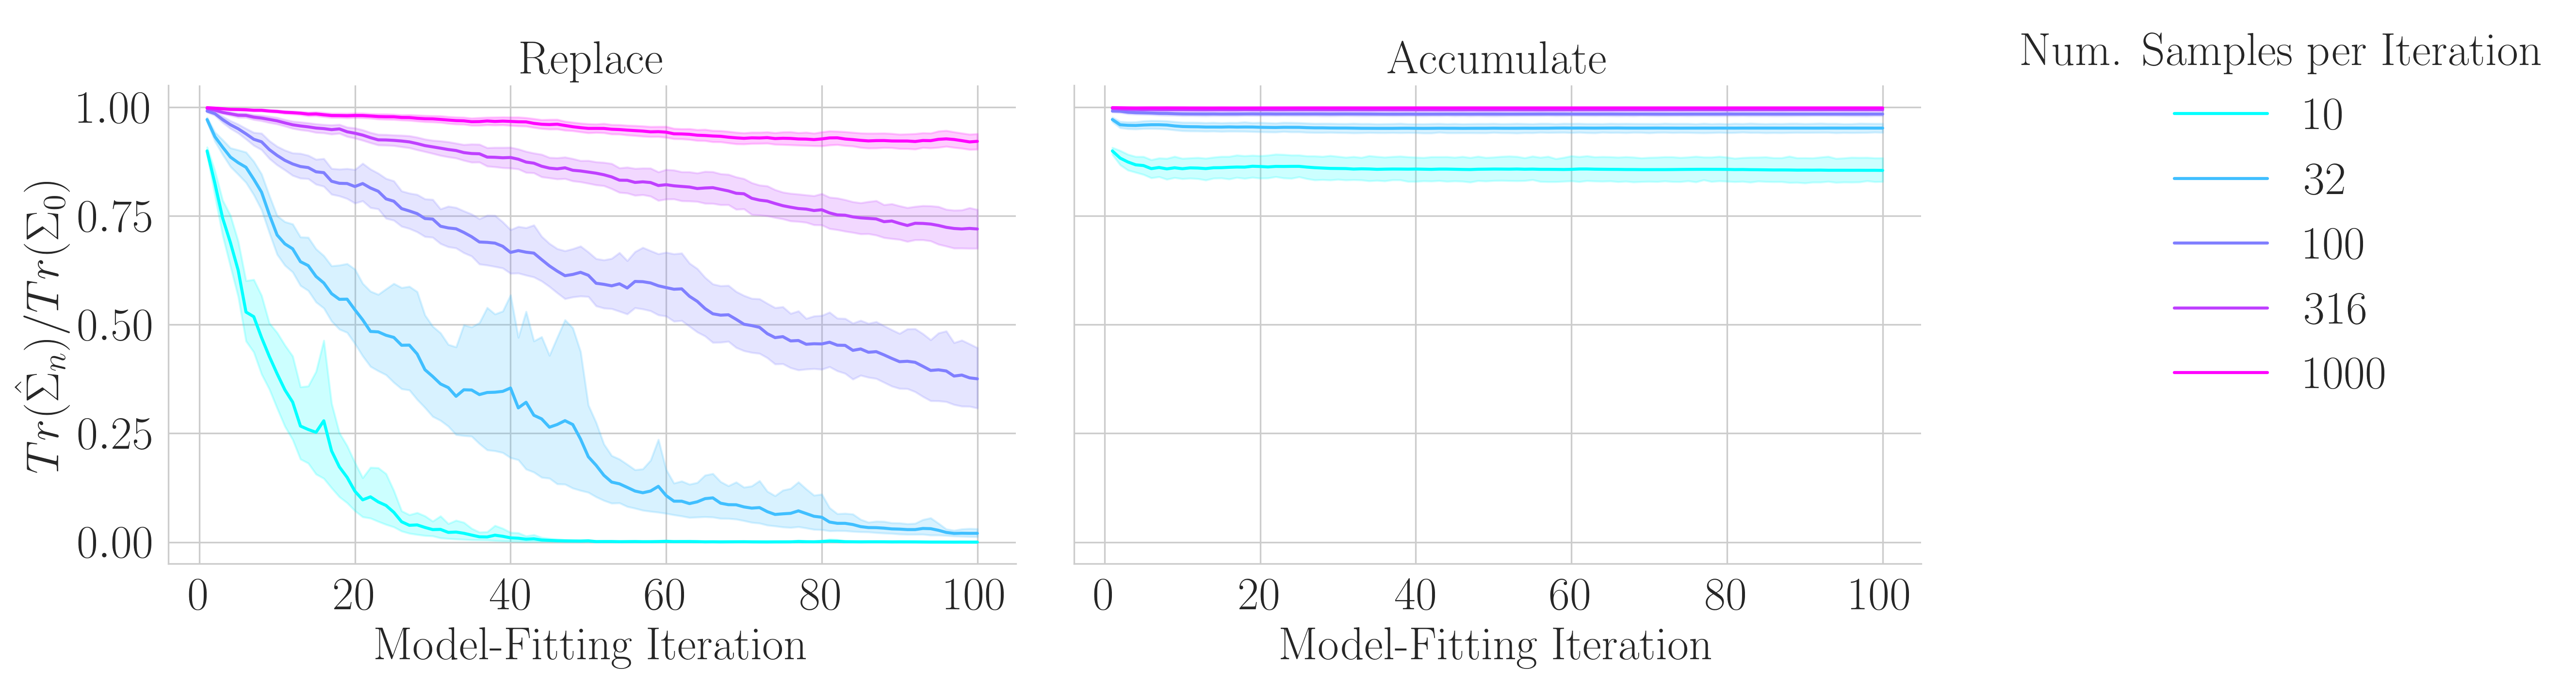 Replace
Accumulate
Num. Samples per Iteration
10
32
100
316
1000
Tr(Σ̂ₙ)/Tr(Σ₀)
1.00
0.75
0.50
0.25
0.00
0 20 40 60 80 100
0 20 40 60 80 100
Model-Fitting Iteration
Model-Fitting Iteration